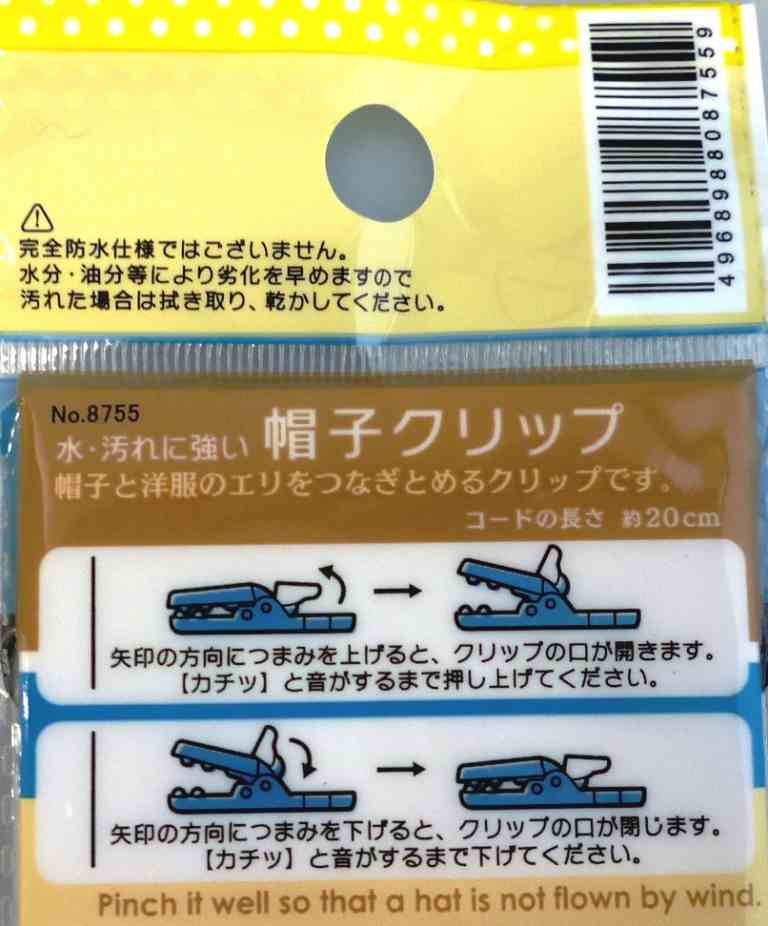 4968988087559
完全防水仕様ではございません。
水分・油分等により劣化を早めますので
汚れた場合は拭き取り、乾かしてください。
No.8755
水・汚れに強い 帽子クリップ
帽子と洋服のエリをつなぎとめるクリップです。
コードの長さ 約20cm
矢印の方向につまみを上げると、クリップの口が開きます。
【カチッ】と音がするまで押し上げてください。
矢印の方向につまみを下げると、クリップの口が閉じます。
【カチッ】と音がするまで下げてください。
Pinch it well so that a hat is not flown by wind.